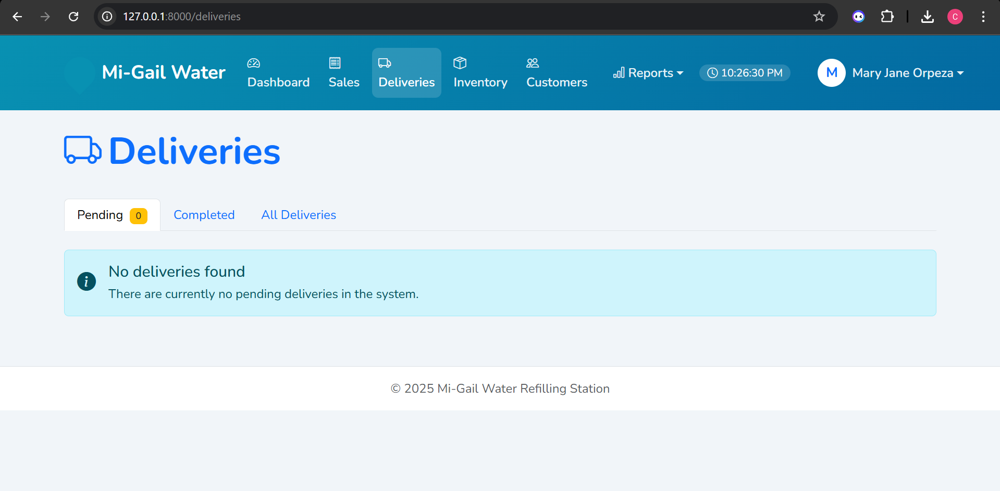 127.0.0.1:8000/deliveries
C
Mi-Gail Water
Dashboard
Sales
Deliveries
Inventory
Customers
Reports
10:26:30 PM
M
Mary Jane Orpeza
Deliveries
Pending 0
Completed
All Deliveries
No deliveries found
There are currently no pending deliveries in the system.
© 2025 Mi-Gail Water Refilling Station